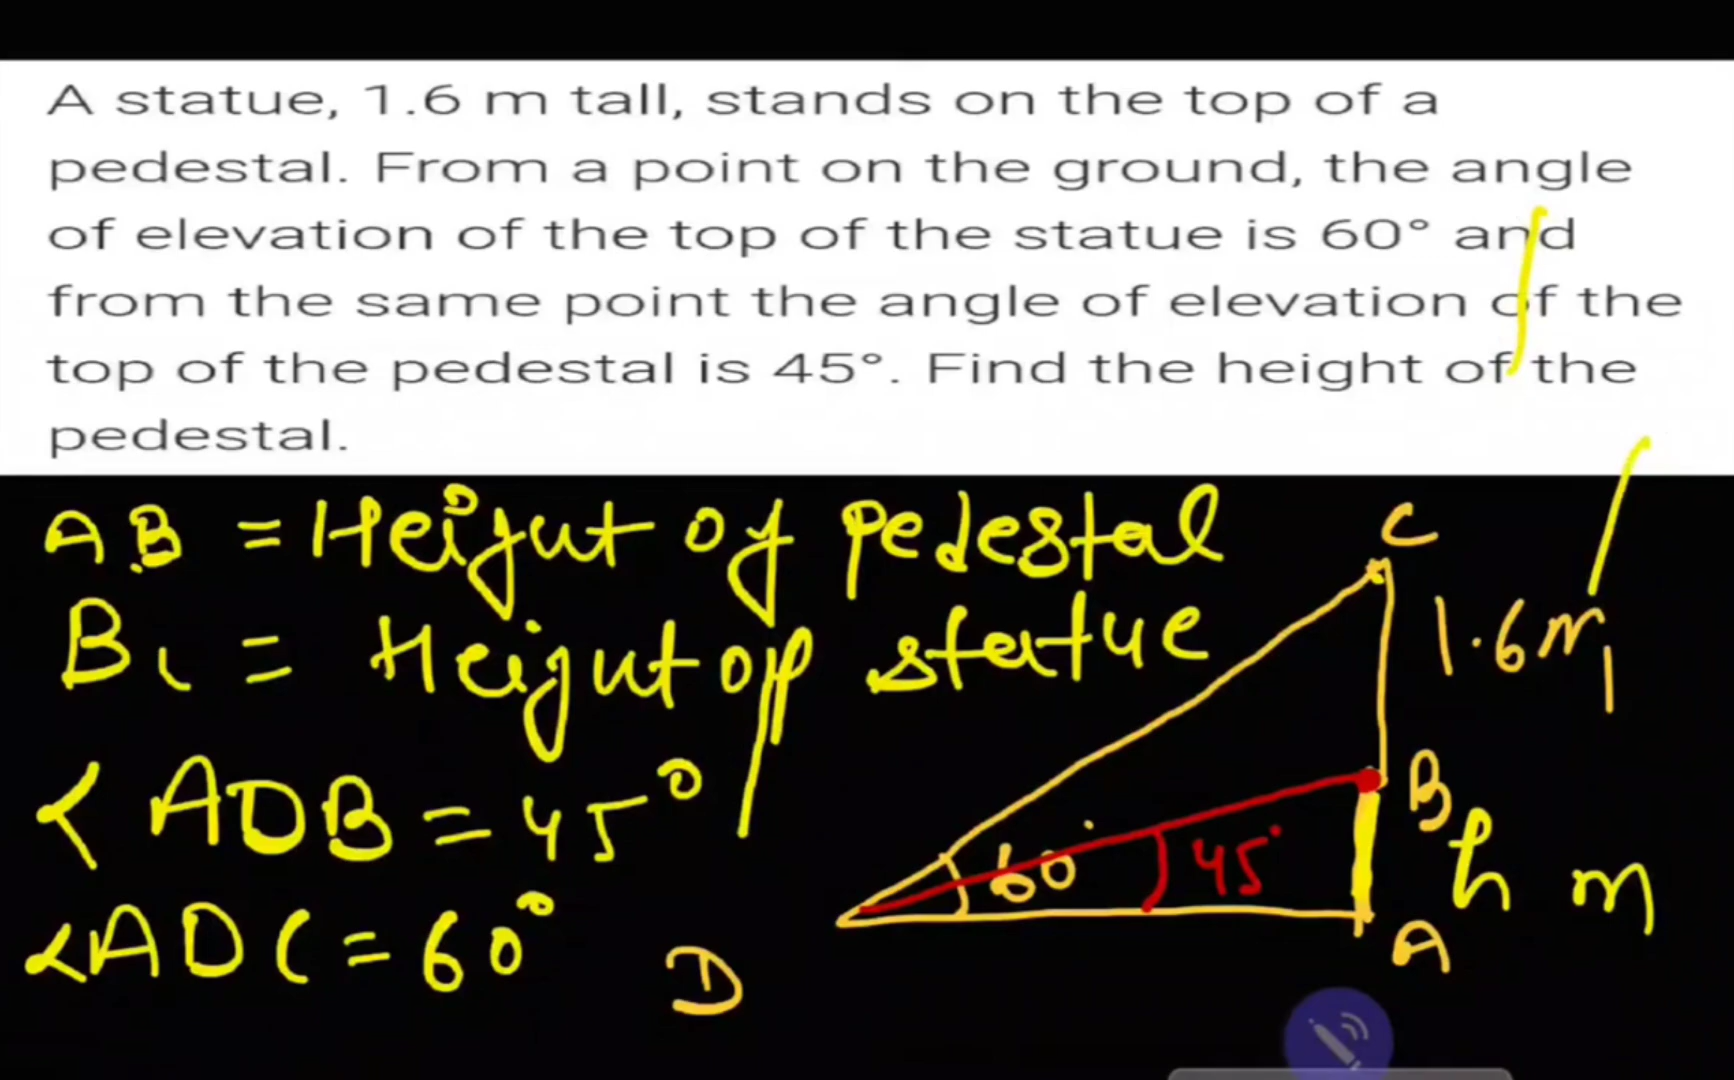 A statue, 1.6 m tall, stands on the top of a
pedestal. From a point on the ground, the angle
of elevation of the top of the statue is 60° and
from the same point the angle of elevation of the
top of the pedestal is 45°. Find the height of the
pedestal.
AB = Heigut of Pedestal
BC = Heigut of statue
<ADB = 45°
<ADC = 60°
C
1.6m
B
h m
60°
45°
A
D